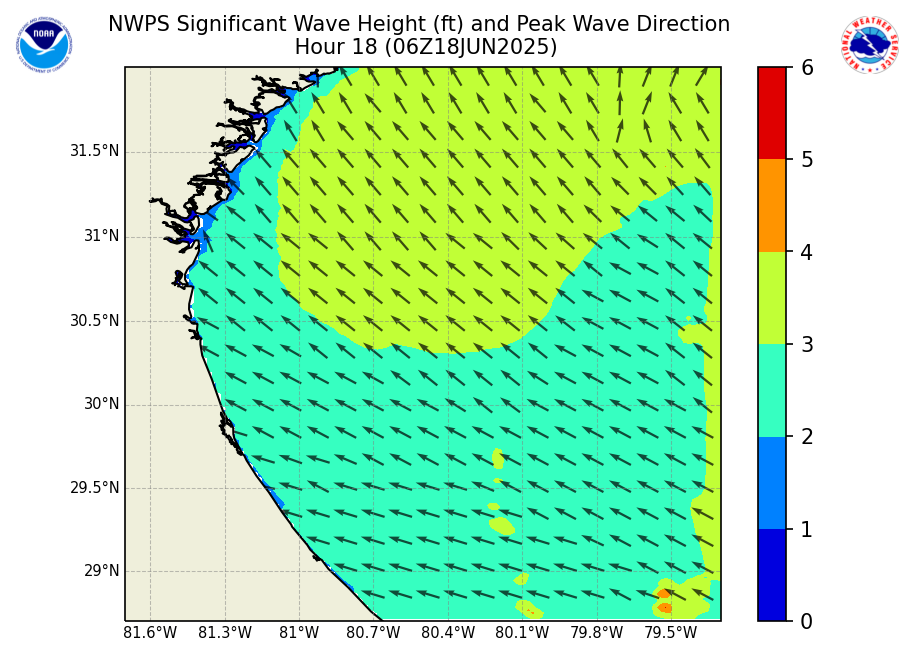 NWPS Significant Wave Height (ft) and Peak Wave Direction
Hour 18 (06Z18JUN2025)
NOAA
NATIONAL WEATHER SERVICE
31.5°N
31°N
30.5°N
30°N
29.5°N
29°N
81.6°W 81.3°W 81°W 80.7°W 80.4°W 80.1°W 79.8°W 79.5°W
6
5
4
3
2
1
0